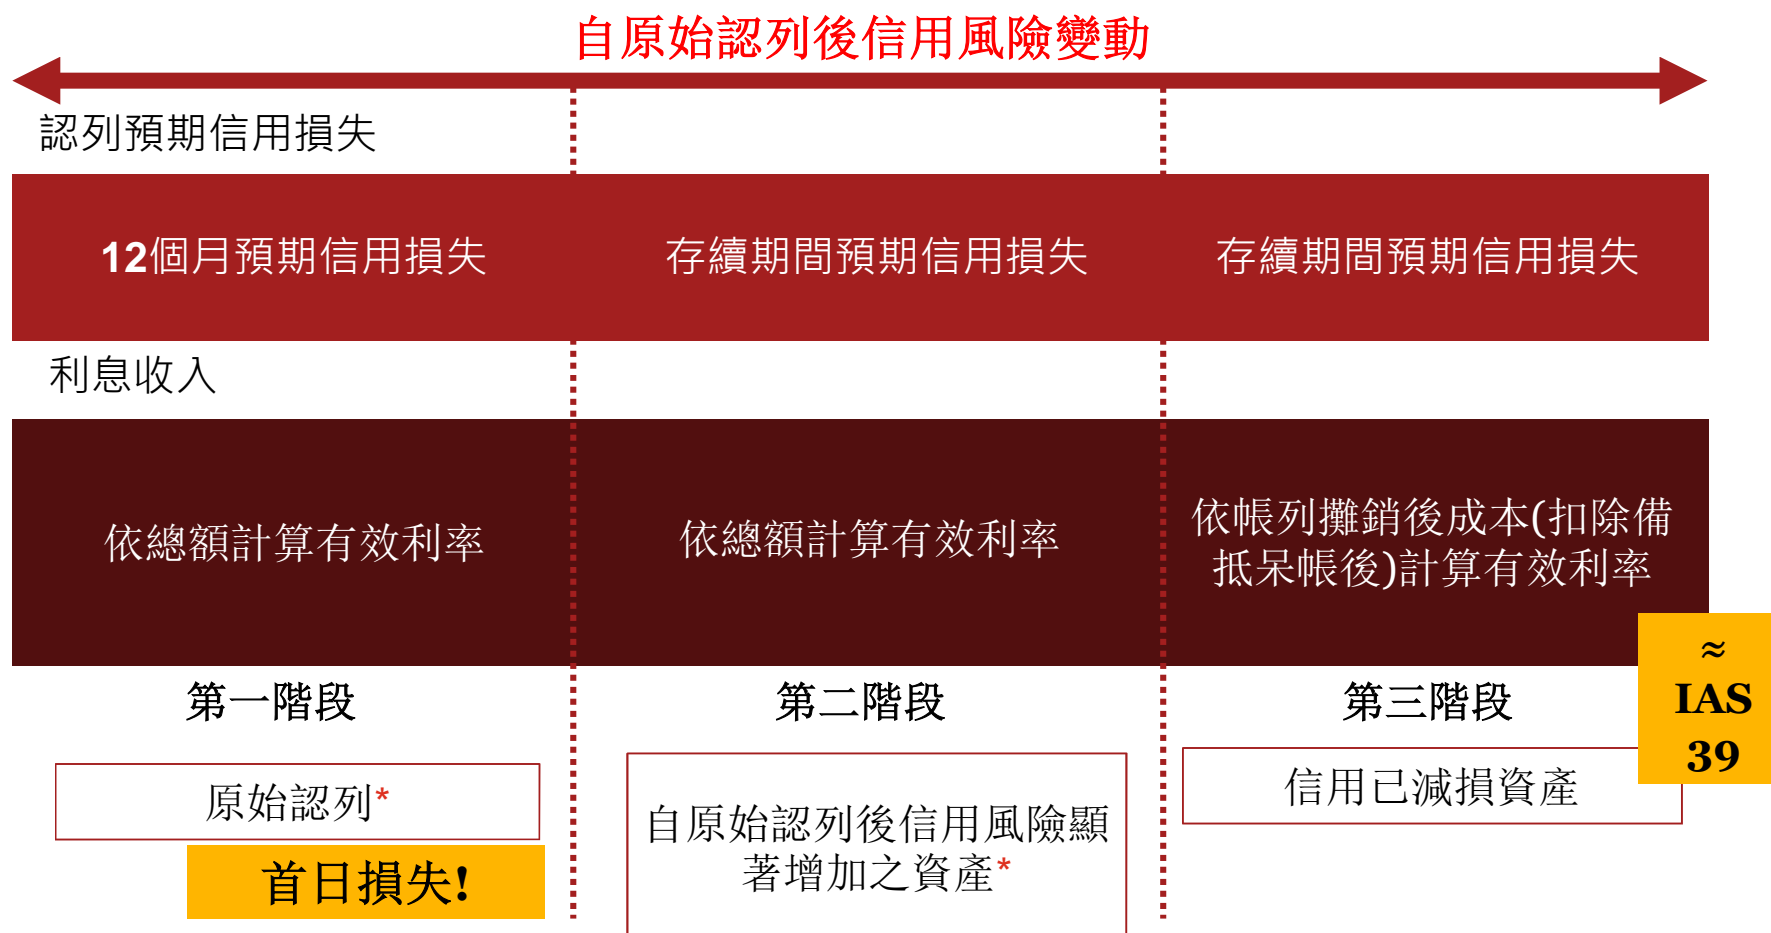 自原始認列後信用風險變動
認列預期信用損失
12個月預期信用損失
存續期間預期信用損失
存續期間預期信用損失
利息收入
依總額計算有效利率
依總額計算有效利率
依帳列攤銷後成本(扣除備
抵呆帳後)計算有效利率
≈
IAS
39
第一階段
第二階段
第三階段
原始認列*
首日損失!
自原始認列後信用風險顯
著增加之資產*
信用已減損資產